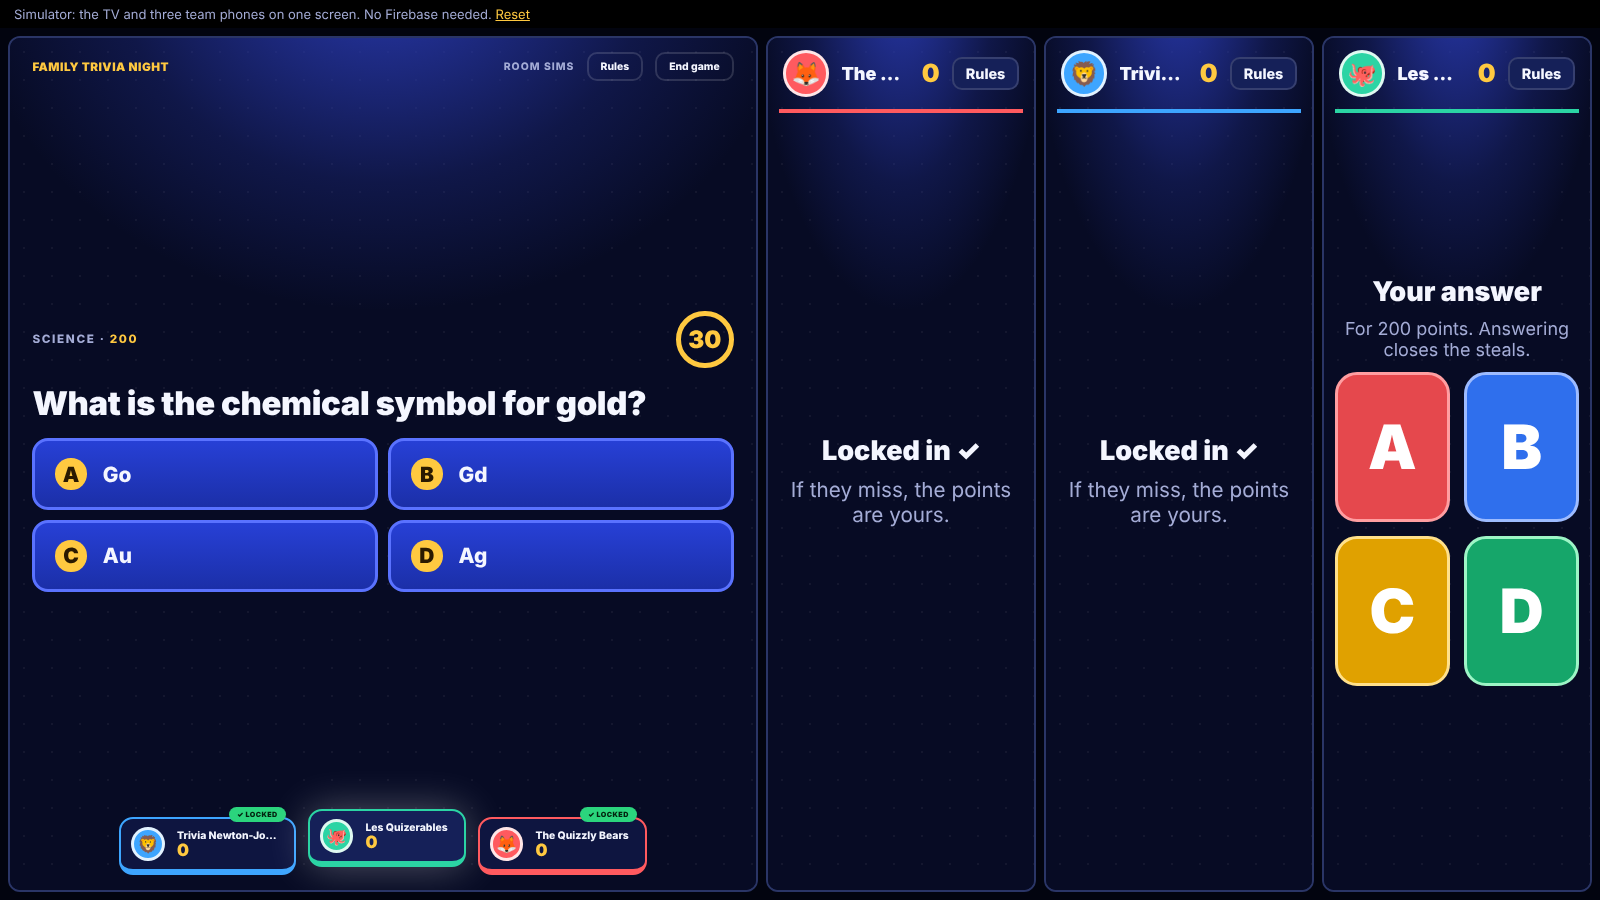 Simulator: the TV and three team phones on one screen. No Firebase needed. Reset
FAMILY TRIVIA NIGHT
ROOM SIMS
Rules
End game
SCIENCE · 200
30
What is the chemical symbol for gold?
A Go
B Gd
C Au
D Ag
✓ LOCKED
Trivia Newton-Jo...
0
Les Quizerables
0
✓ LOCKED
The Quizzly Bears
0
The ...
0
Rules
Locked in ✓
If they miss, the points
are yours.
Trivi...
0
Rules
Locked in ✓
If they miss, the points
are yours.
Les ...
0
Rules
Your answer
For 200 points. Answering
closes the steals.
A
B
C
D